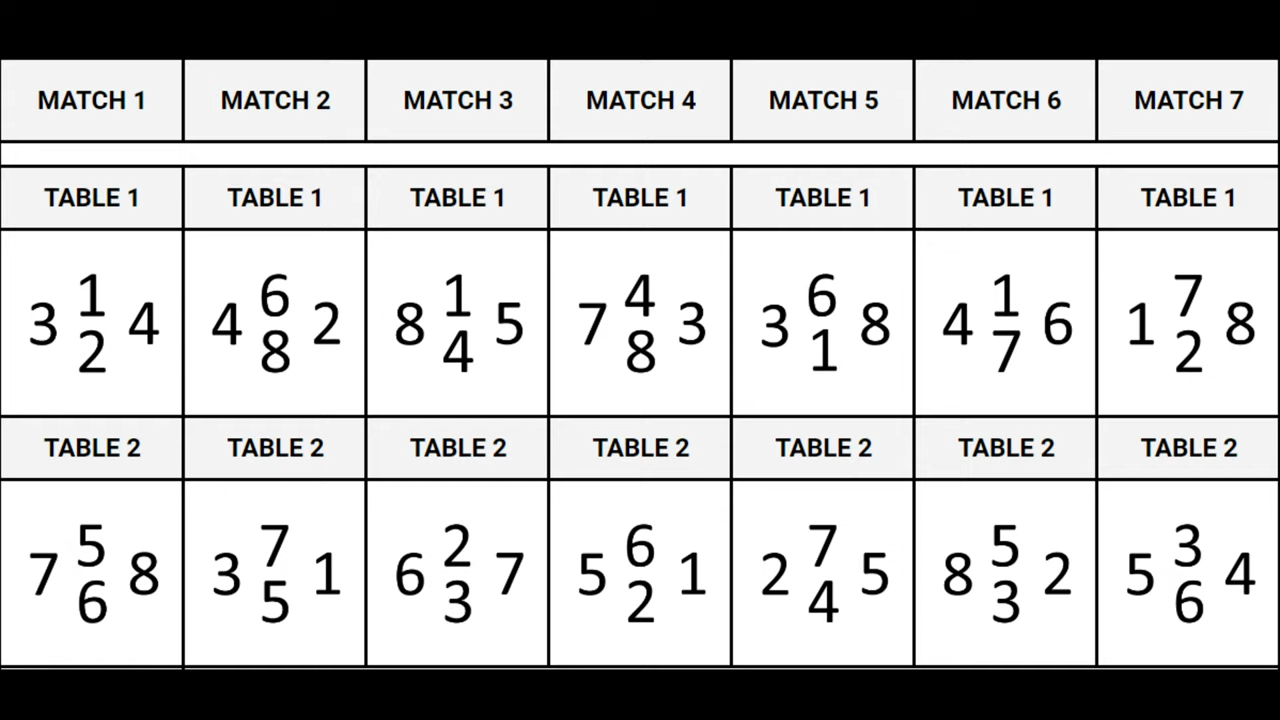 MATCH 1 MATCH 2 MATCH 3 MATCH 4 MATCH 5 MATCH 6 MATCH 7
TABLE 1 TABLE 1 TABLE 1 TABLE 1 TABLE 1 TABLE 1 TABLE 1
1 6 1 4 6 1 7
3 4 4 2 8 5 7 3 3 8 4 6 1 8
2 8 4 8 1 7 2
TABLE 2 TABLE 2 TABLE 2 TABLE 2 TABLE 2 TABLE 2 TABLE 2
5 7 2 6 7 5 3
7 8 3 1 6 7 5 1 2 5 8 2 5 4
6 5 3 2 4 3 6